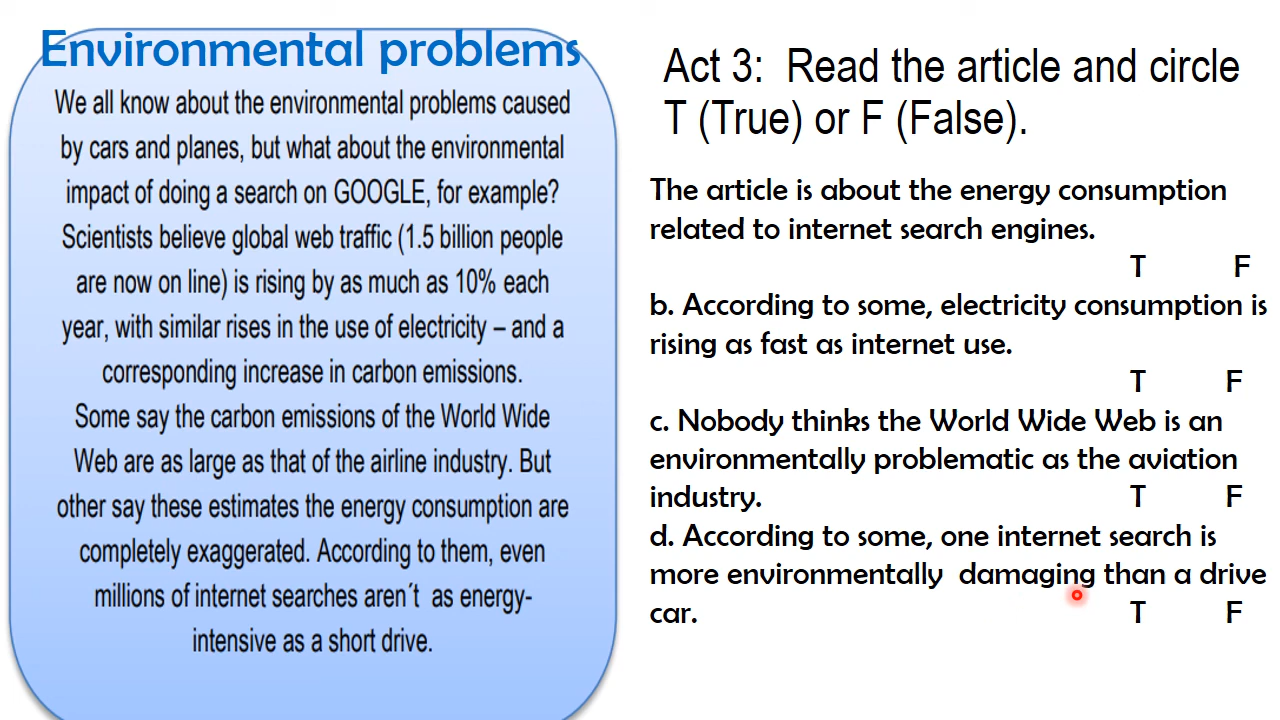 Environmental problems
We all know about the environmental problems caused
by cars and planes, but what about the environmental
impact of doing a search on GOOGLE, for example?
Scientists believe global web traffic (1.5 billion people
are now on line) is rising by as much as 10% each
year, with similar rises in the use of electricity – and a
corresponding increase in carbon emissions.
Some say the carbon emissions of the World Wide
Web are as large as that of the airline industry. But
other say these estimates the energy consumption are
completely exaggerated. According to them, even
millions of internet searches aren´t as energy-
intensive as a short drive.
Act 3: Read the article and circle
T (True) or F (False).
The article is about the energy consumption
related to internet search engines.
T F
b. According to some, electricity consumption is
rising as fast as internet use.
T F
c. Nobody thinks the World Wide Web is an
environmentally problematic as the aviation
industry. T F
d. According to some, one internet search is
more environmentally damaging than a drive
car. T F